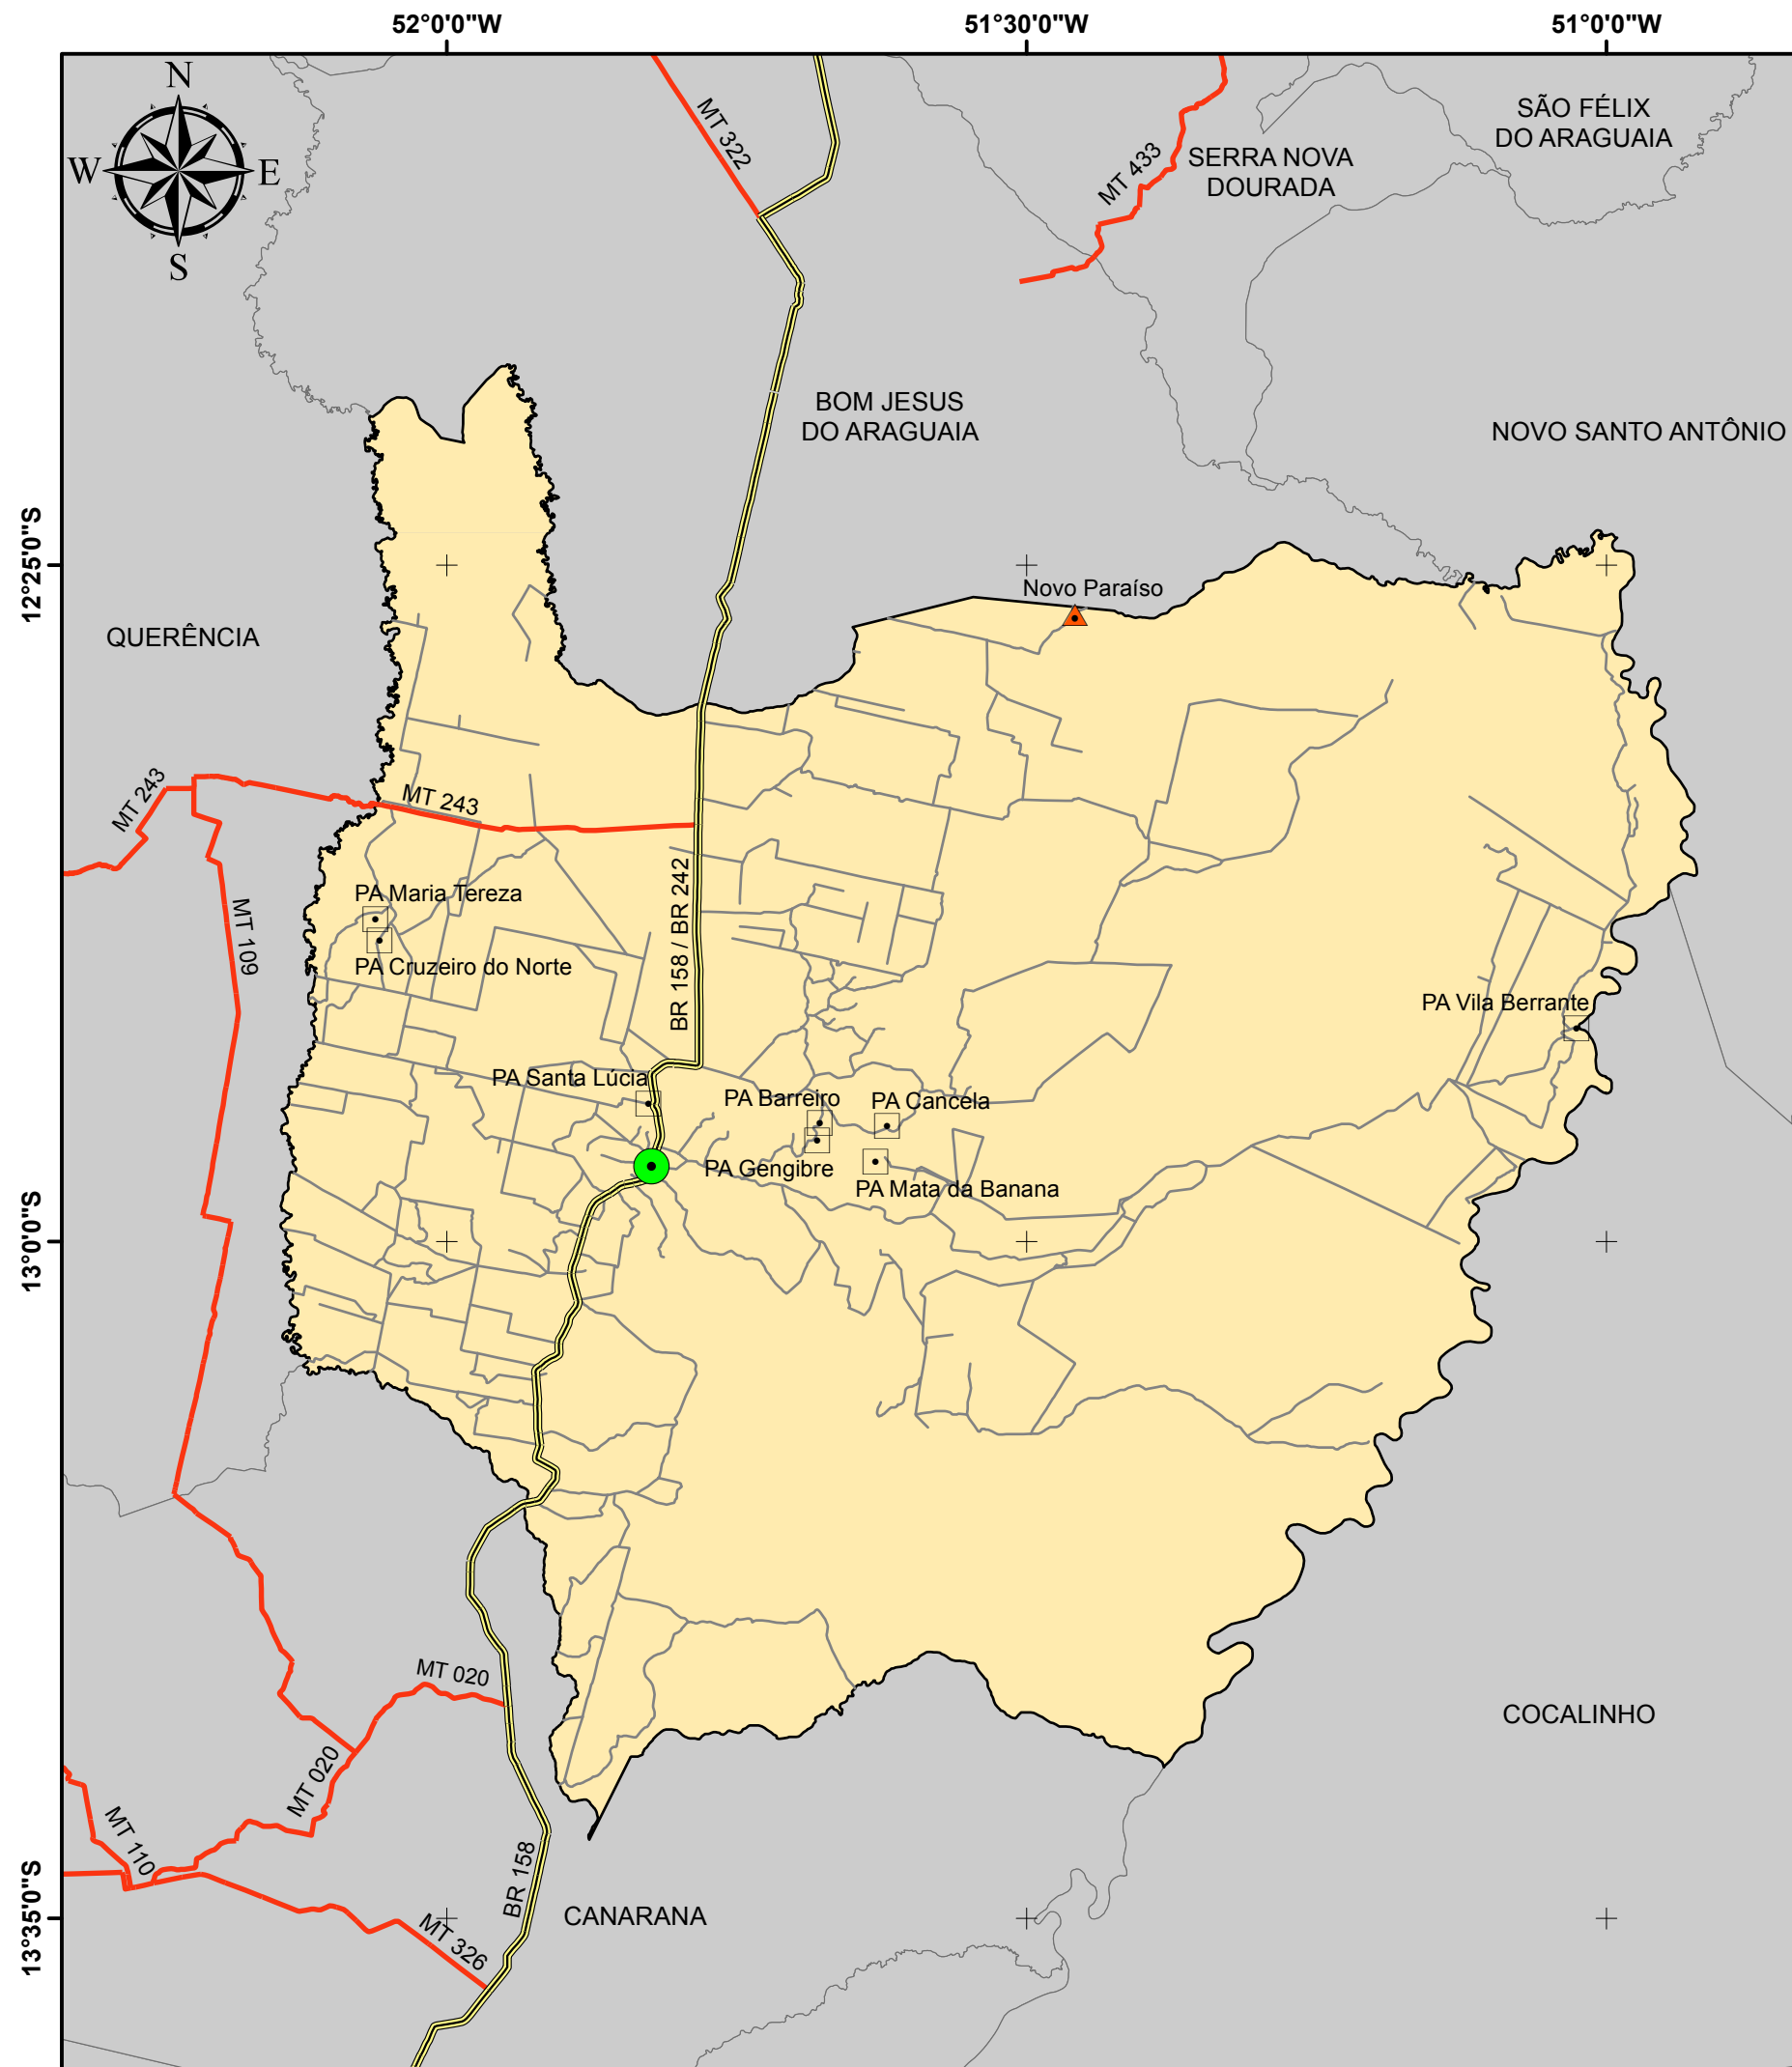 52°0'0"W
51°30'0"W
51°0'0"W
N
W
E
S
MT 322
MT 433
SÃO FÉLIX
DO ARAGUAIA
SERRA NOVA
DOURADA
BOM JESUS
DO ARAGUAIA
NOVO SANTO ANTÔNIO
12°25'0"S
Novo Paraíso
QUERÊNCIA
MT 243
MT 243
MT 109
BR 158 / BR 242
PA Maria Tereza
PA Cruzeiro do Norte
PA Vila Berrante
PA Santa Lúcia
PA Barreiro
PA Cancela
PA Gengibre
PA Mata da Banana
13°0'0"S
MT 020
MT 020
COCALINHO
MT 110
BR 158
CANARANA
13°35'0"S
MT 326